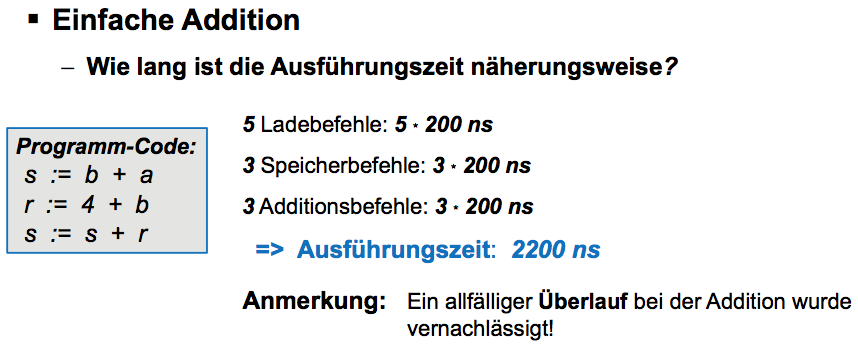 ▪ Einfache Addition
– Wie lang ist die Ausführungszeit näherungsweise?
Programm-Code:
s := b + a
r := 4 + b
s := s + r
5 Ladebefehle: 5 * 200 ns
3 Speicherbefehle: 3 * 200 ns
3 Additionsbefehle: 3 * 200 ns
=> Ausführungszeit: 2200 ns
Anmerkung: Ein allfälliger Überlauf bei der Addition wurde
vernachlässigt!